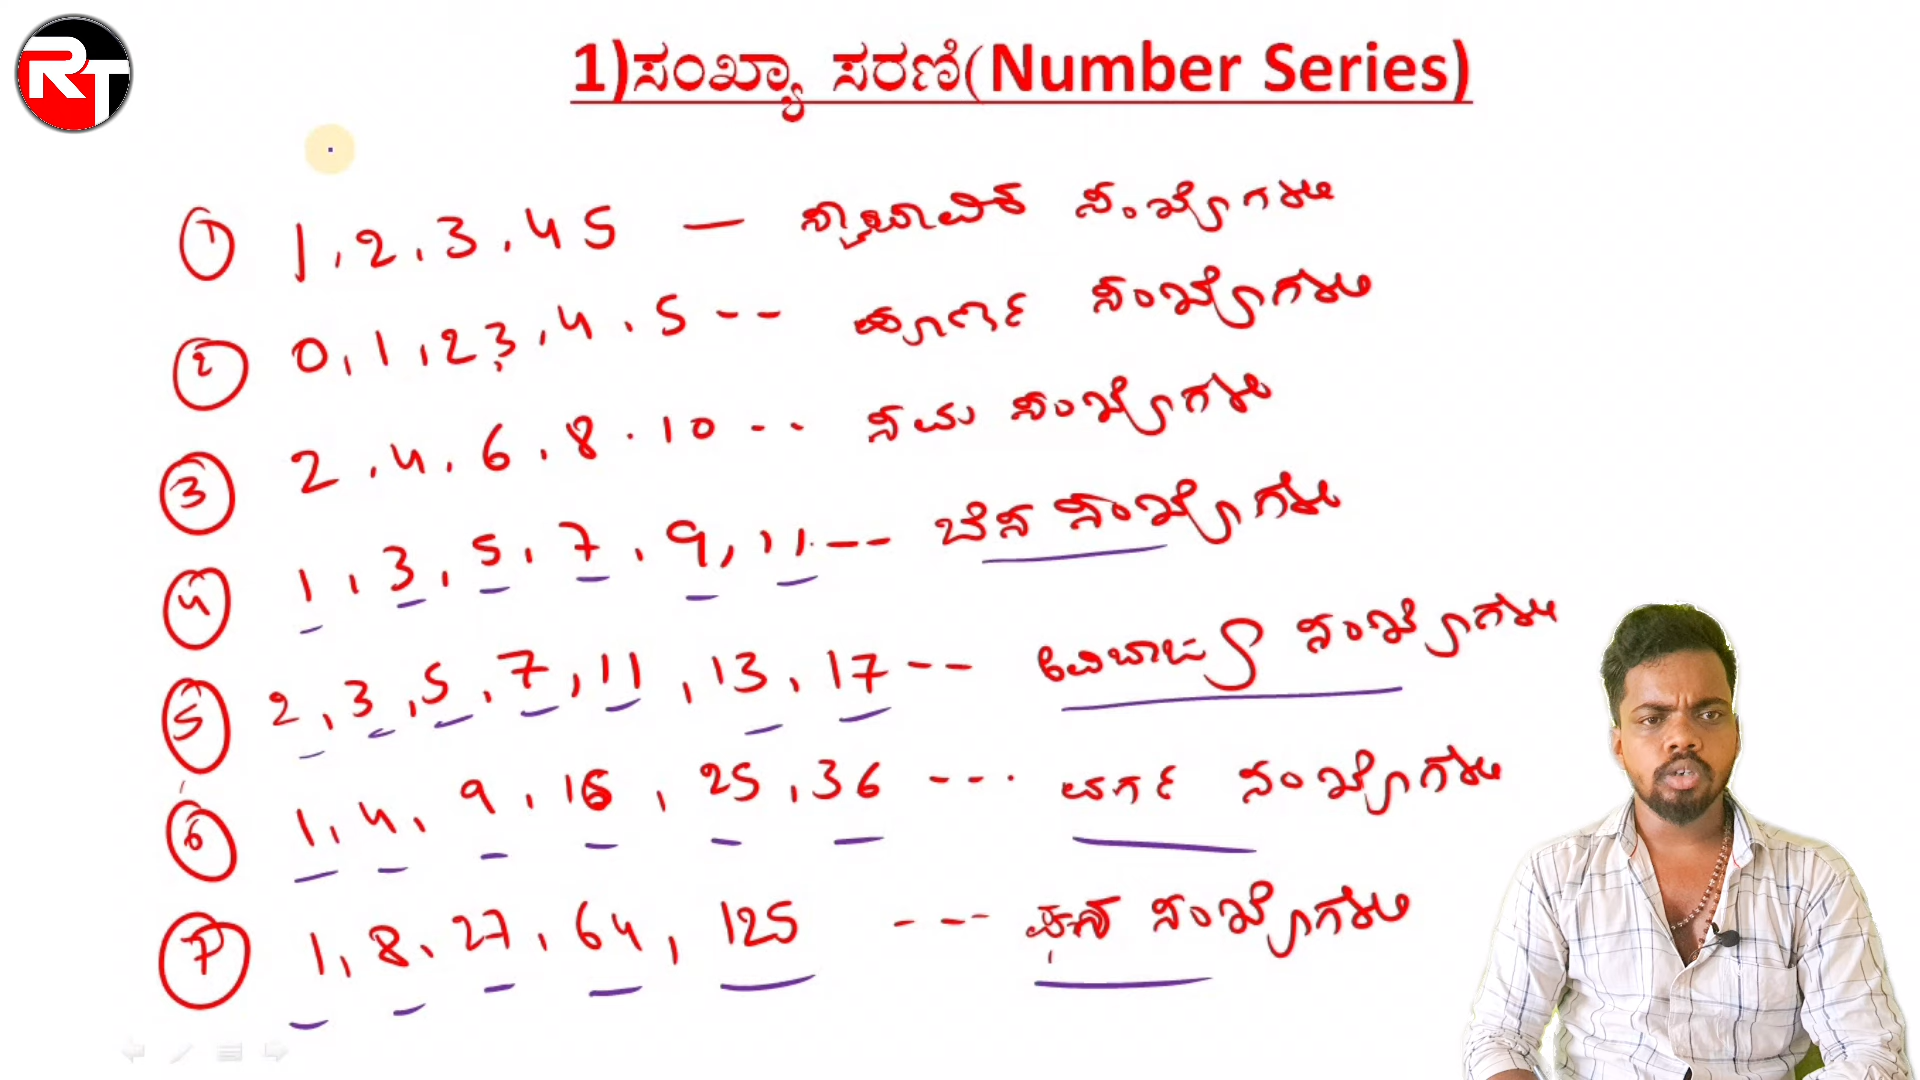 RT
1)ಸಂಖ್ಯಾ ಸರಣಿ(Number Series)
① 1, 2, 3, 4 5 — ಸ್ವಾಭಾವಿಕ ಸಂಖ್ಯೆಗಳು
② 0, 1, 2 3, 4, 5 -- ಪೂರ್ಣ ಸಂಖ್ಯೆಗಳು
③ 2, 4, 6, 8, 10 -- ಸಮ ಸಂಖ್ಯೆಗಳು
④ 1, 3, 5, 7, 9, 11 -- ಬೆಸ ಸಂಖ್ಯೆಗಳು
⑤ 2, 3, 5, 7, 11, 13, 17 -- ಅವಿಭಾಜ್ಯ ಸಂಖ್ಯೆಗಳು
⑥ 1, 4, 9, 16, 25, 36 --- ವರ್ಗ ಸಂಖ್ಯೆಗಳು
⑦ 1, 8, 27, 64, 125 --- ಘನ ಸಂಖ್ಯೆಗಳು